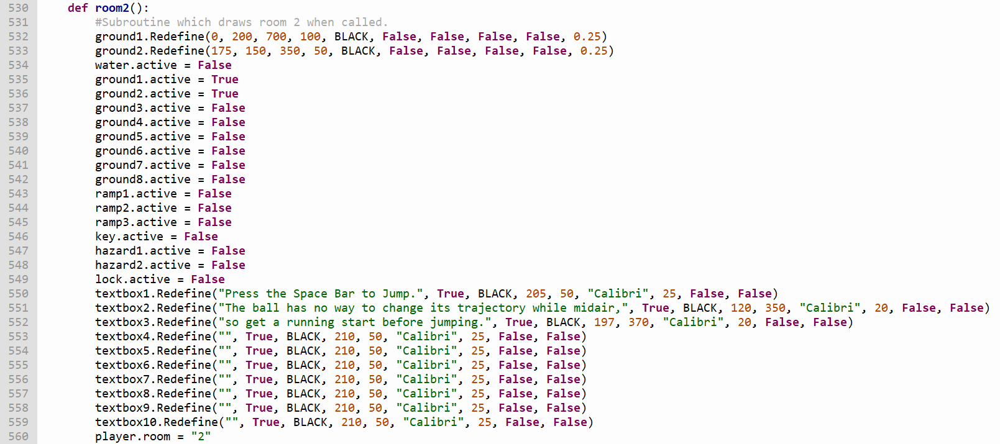 530 def room2():
531 #Subroutine which draws room 2 when called.
532 ground1.Redefine(0, 200, 700, 100, BLACK, False, False, False, False, 0.25)
533 ground2.Redefine(175, 150, 350, 50, BLACK, False, False, False, False, 0.25)
534 water.active = False
535 ground1.active = True
536 ground2.active = True
537 ground3.active = False
538 ground4.active = False
539 ground5.active = False
540 ground6.active = False
541 ground7.active = False
542 ground8.active = False
543 ramp1.active = False
544 ramp2.active = False
545 ramp3.active = False
546 key.active = False
547 hazard1.active = False
548 hazard2.active = False
549 lock.active = False
550 textbox1.Redefine("Press the Space Bar to Jump.", True, BLACK, 205, 50, "Calibri", 25, False, False)
551 textbox2.Redefine("The ball has no way to change its trajectory while midair,", True, BLACK, 120, 350, "Calibri", 20, False, False)
552 textbox3.Redefine("so get a running start before jumping.", True, BLACK, 197, 370, "Calibri", 20, False, False)
553 textbox4.Redefine("", True, BLACK, 210, 50, "Calibri", 25, False, False)
554 textbox5.Redefine("", True, BLACK, 210, 50, "Calibri", 25, False, False)
555 textbox6.Redefine("", True, BLACK, 210, 50, "Calibri", 25, False, False)
556 textbox7.Redefine("", True, BLACK, 210, 50, "Calibri", 25, False, False)
557 textbox8.Redefine("", True, BLACK, 210, 50, "Calibri", 25, False, False)
558 textbox9.Redefine("", True, BLACK, 210, 50, "Calibri", 25, False, False)
559 textbox10.Redefine("", True, BLACK, 210, 50, "Calibri", 25, False, False)
560 player.room = "2"